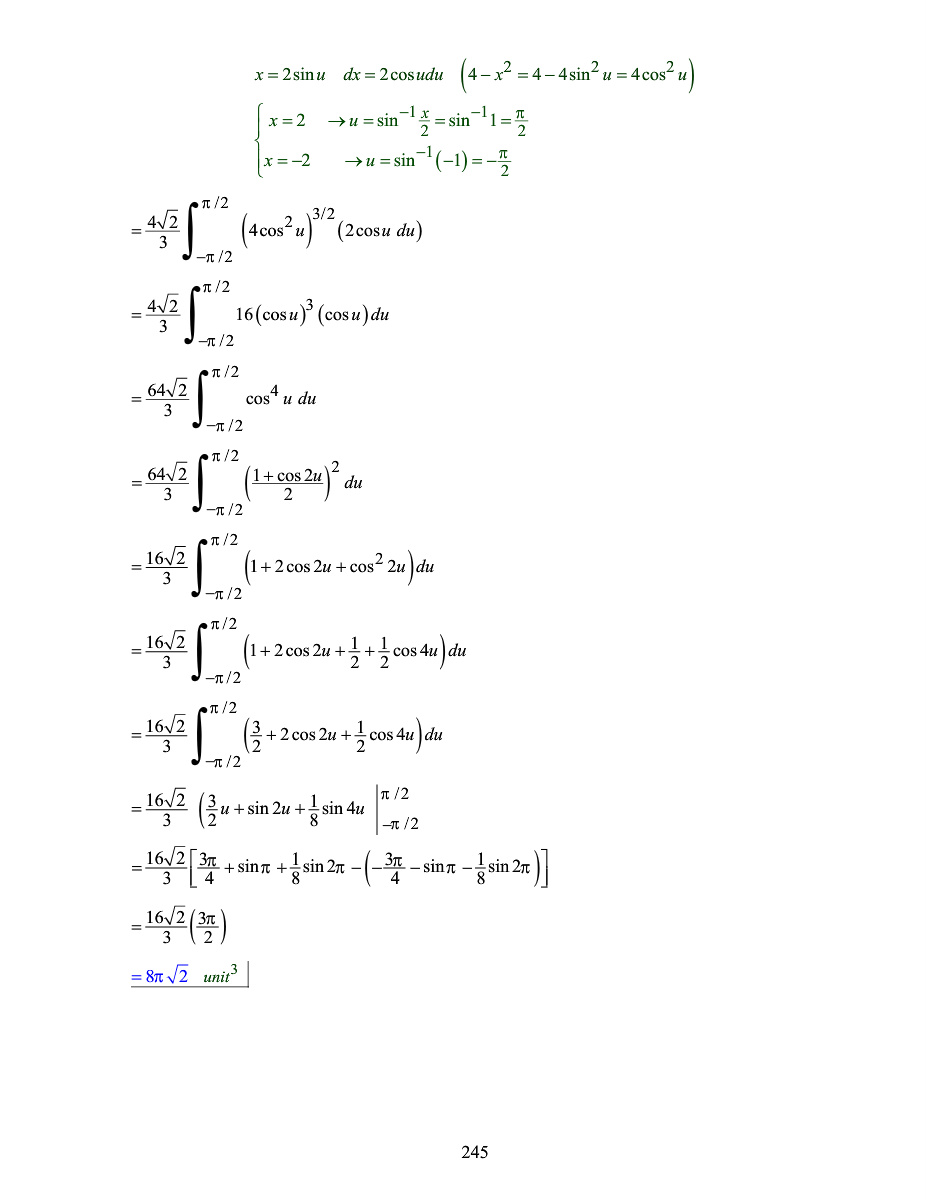 x = 2 sin u   dx = 2 cos u du   (4 − x² = 4 − 4 sin² u = 4 cos² u)
{ x = 2   → u = sin⁻¹ x/2 = sin⁻¹ 1 = π/2
x = −2   → u = sin⁻¹(−1) = −π/2
= 4√2/3 ∫_{−π/2}^{π/2} (4 cos² u)^{3/2} (2 cos u du)
= 4√2/3 ∫_{−π/2}^{π/2} 16 (cos u)³ (cos u) du
= 64√2/3 ∫_{−π/2}^{π/2} cos⁴ u du
= 64√2/3 ∫_{−π/2}^{π/2} ((1 + cos 2u)/2)² du
= 16√2/3 ∫_{−π/2}^{π/2} (1 + 2 cos 2u + cos² 2u) du
= 16√2/3 ∫_{−π/2}^{π/2} (1 + 2 cos 2u + 1/2 + 1/2 cos 4u) du
= 16√2/3 ∫_{−π/2}^{π/2} (3/2 + 2 cos 2u + 1/2 cos 4u) du
= 16√2/3 (3/2 u + sin 2u + 1/8 sin 4u |_{−π/2}^{π/2}
= 16√2/3 [3π/4 + sin π + 1/8 sin 2π − (−3π/4 − sin π − 1/8 sin 2π)]
= 16√2/3 (3π/2)
= 8π√2 unit³
245